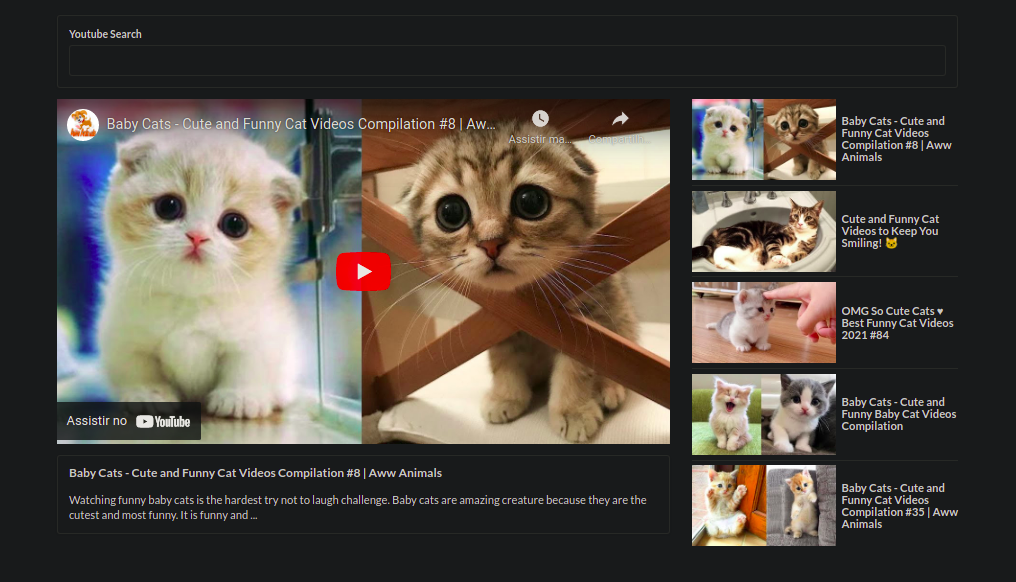 Youtube Search
Baby Cats - Cute and Funny Cat Videos Compilation #8 | Aw...
Assistir ma...
Assistir no YouTube
Baby Cats - Cute and Funny Cat Videos Compilation #8 | Aww Animals
Watching funny baby cats is the hardest try not to laugh challenge. Baby cats are amazing creature because they are the
cutest and most funny. It is funny and ...
Baby Cats - Cute and
Funny Cat Videos
Compilation #8 | Aww
Animals
Cute and Funny Cat
Videos to Keep You
Smiling! 😺
OMG So Cute Cats ♥
Best Funny Cat Videos
2021 #84
Baby Cats - Cute and
Funny Baby Cat Videos
Compilation
Baby Cats - Cute and
Funny Cat Videos
Compilation #35 | Aww
Animals